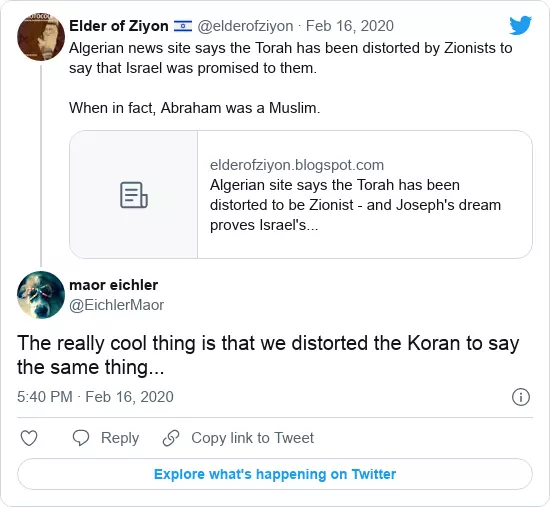 Elder of Ziyon 🇮🇱 @elderofziyon · Feb 16, 2020
Algerian news site says the Torah has been distorted by Zionists to
say that Israel was promised to them.
When in fact, Abraham was a Muslim.
elderofziyon.blogspot.com
Algerian site says the Torah has been
distorted to be Zionist - and Joseph's dream
proves Israel's...
maor eichler
@EichlerMaor
The really cool thing is that we distorted the Koran to say
the same thing...
5:40 PM · Feb 16, 2020
Reply
Copy link to Tweet
Explore what's happening on Twitter